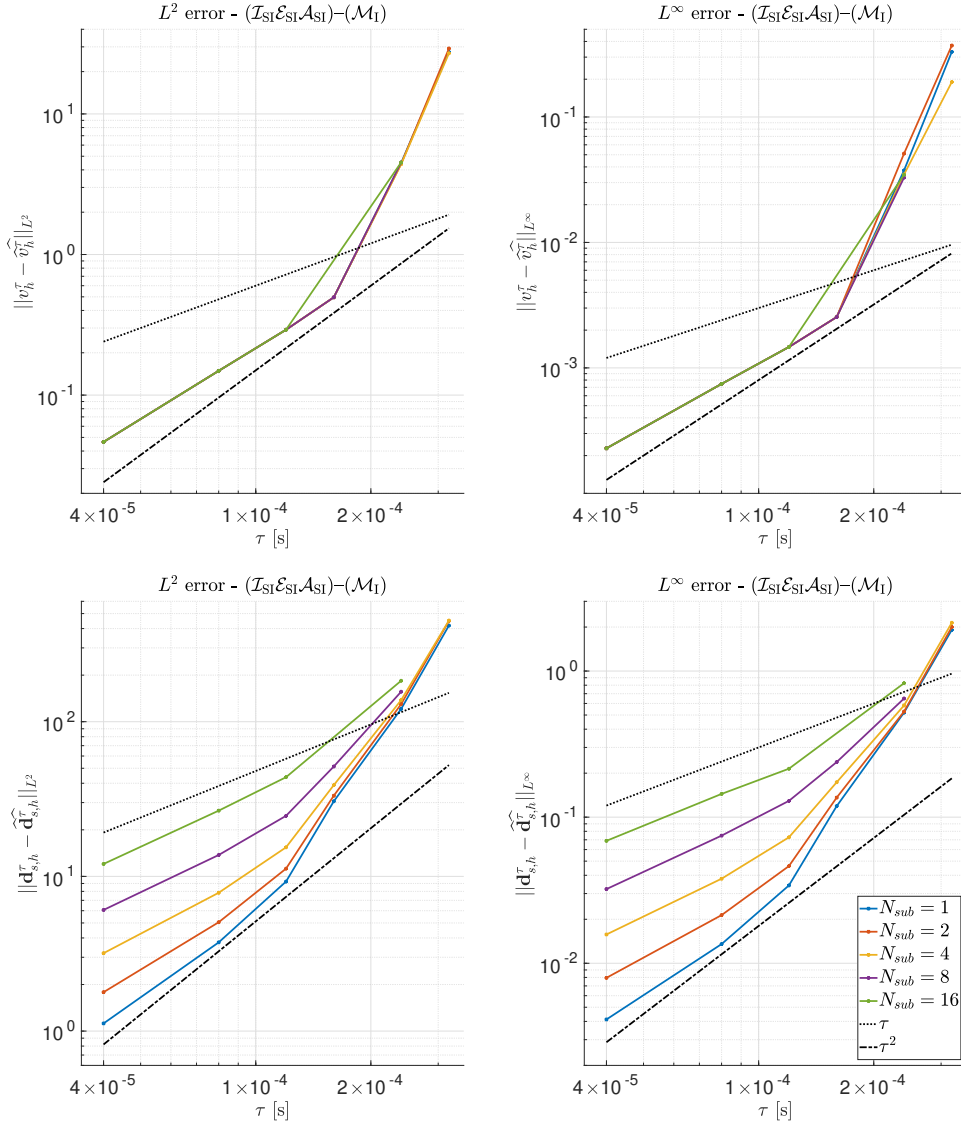 L² error - (𝓘_SI 𝓔_SI 𝓐_SI)–(𝓜_I)
L^∞ error - (𝓘_SI 𝓔_SI 𝓐_SI)–(𝓜_I)
||v_h^τ − \widehat{v}_h^τ||_{L²}
10^1
10^0
10^-1
4×10^-5
1×10^-4
2×10^-4
τ [s]
||v_h^τ − \widehat{v}_h^τ||_{L^∞}
10^-1
10^-2
10^-3
4×10^-5
1×10^-4
2×10^-4
τ [s]
L² error - (𝓘_SI 𝓔_SI 𝓐_SI)–(𝓜_I)
L^∞ error - (𝓘_SI 𝓔_SI 𝓐_SI)–(𝓜_I)
||𝐝_{s,h}^τ − \widehat{𝐝}_{s,h}^τ||_{L²}
10^2
10^1
10^0
4×10^-5
1×10^-4
2×10^-4
τ [s]
||𝐝_{s,h}^τ − \widehat{𝐝}_{s,h}^τ||_{L^∞}
10^0
10^-1
10^-2
4×10^-5
1×10^-4
2×10^-4
τ [s]
N_sub = 1
N_sub = 2
N_sub = 4
N_sub = 8
N_sub = 16
τ
τ²